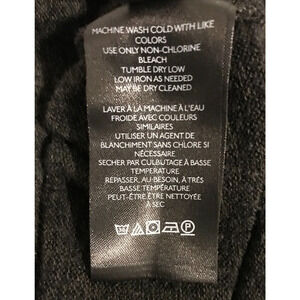 MACHINE WASH COLD WITH LIKE
COLORS
USE ONLY NON-CHLORINE
BLEACH
TUMBLE DRY LOW
LOW IRON AS NEEDED
MAY BE DRY CLEANED
LAVER À LA MACHINE À L'EAU
FROIDE AVEC COULEURS
SIMILAIRES
UTILISER UN AGENT DE
BLANCHIMENT SANS CHLORE SI
NÉCESSAIRE
SECHER PAR CULBUTAGE À BASSE
TEMPERATURE
REPASSER, AU BESOIN, À TRÈS
BASSE TEMPÉRATURE
PEUT-ÊTRE ÊTRE NETTOYÉE
À SEC
P